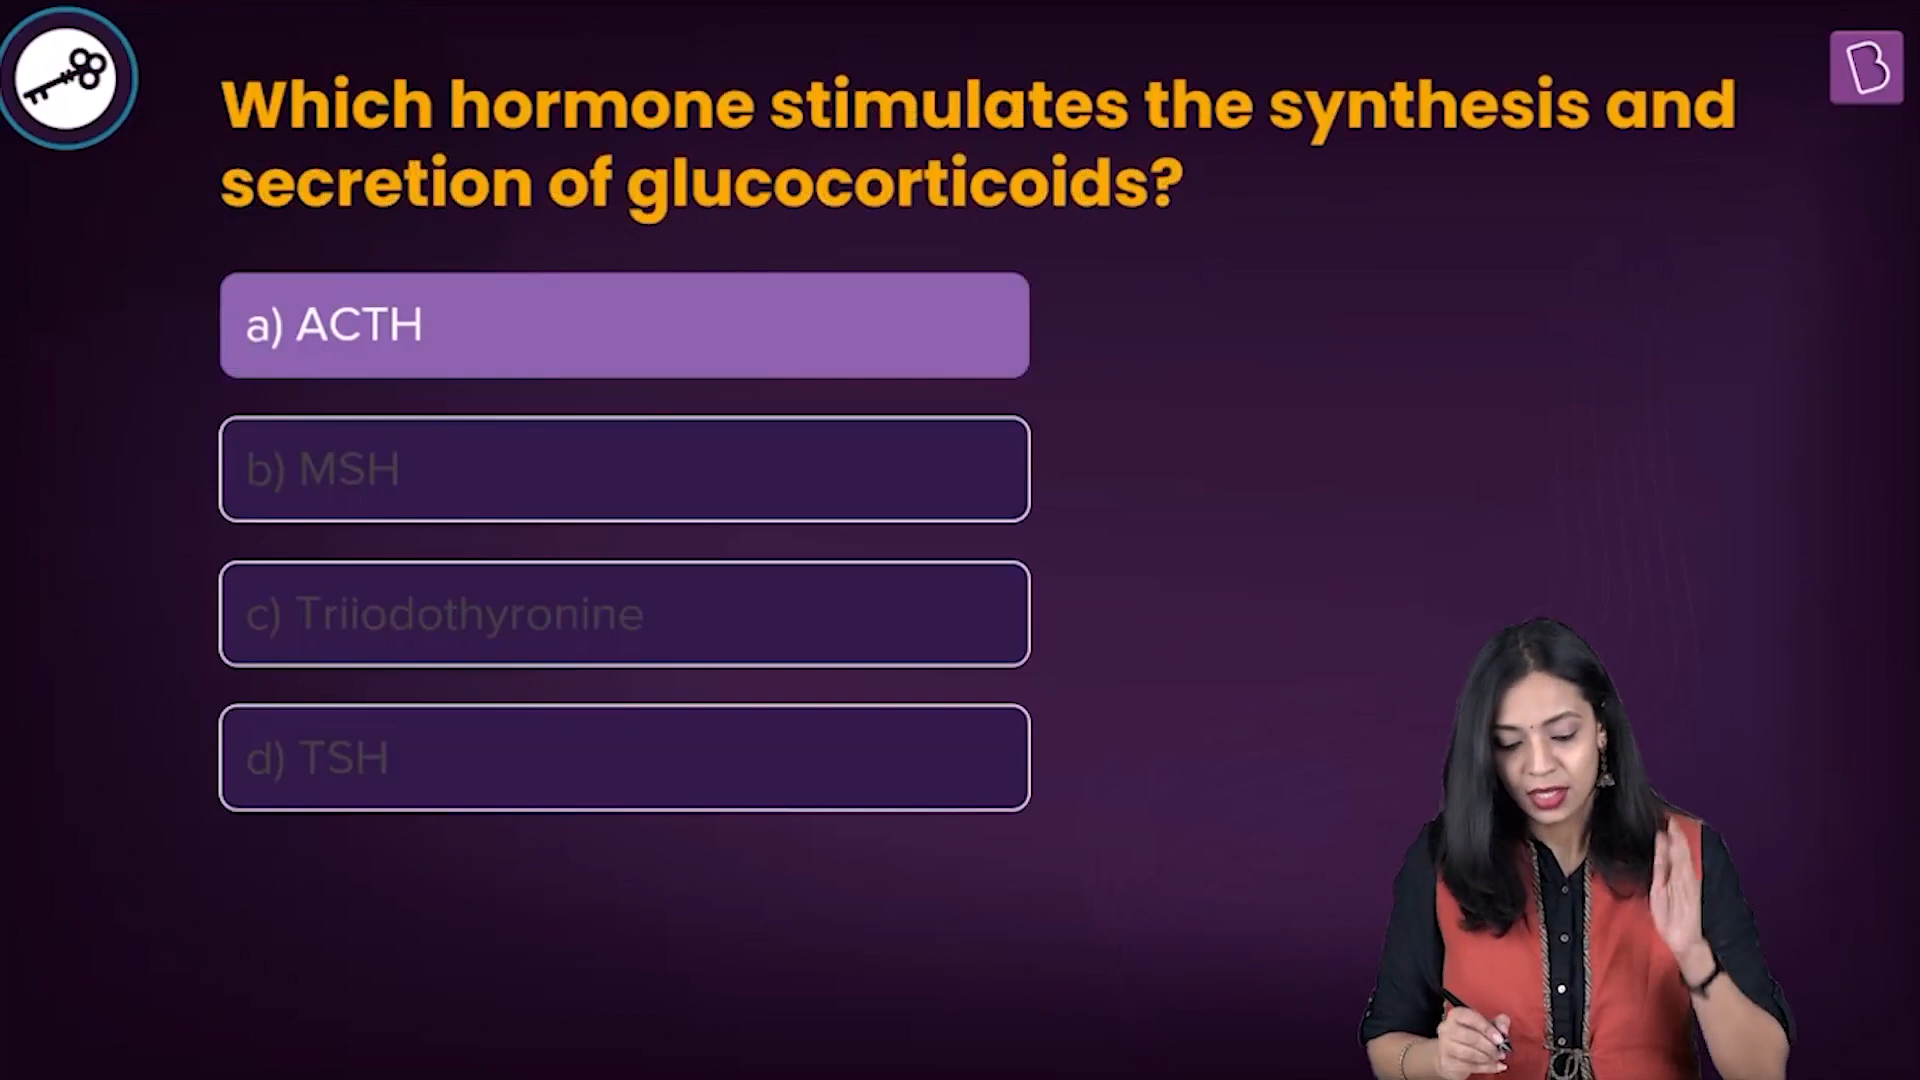 Which hormone stimulates the synthesis and
secretion of glucocorticoids?
a) ACTH
b) MSH
c) Triiodothyronine
d) TSH